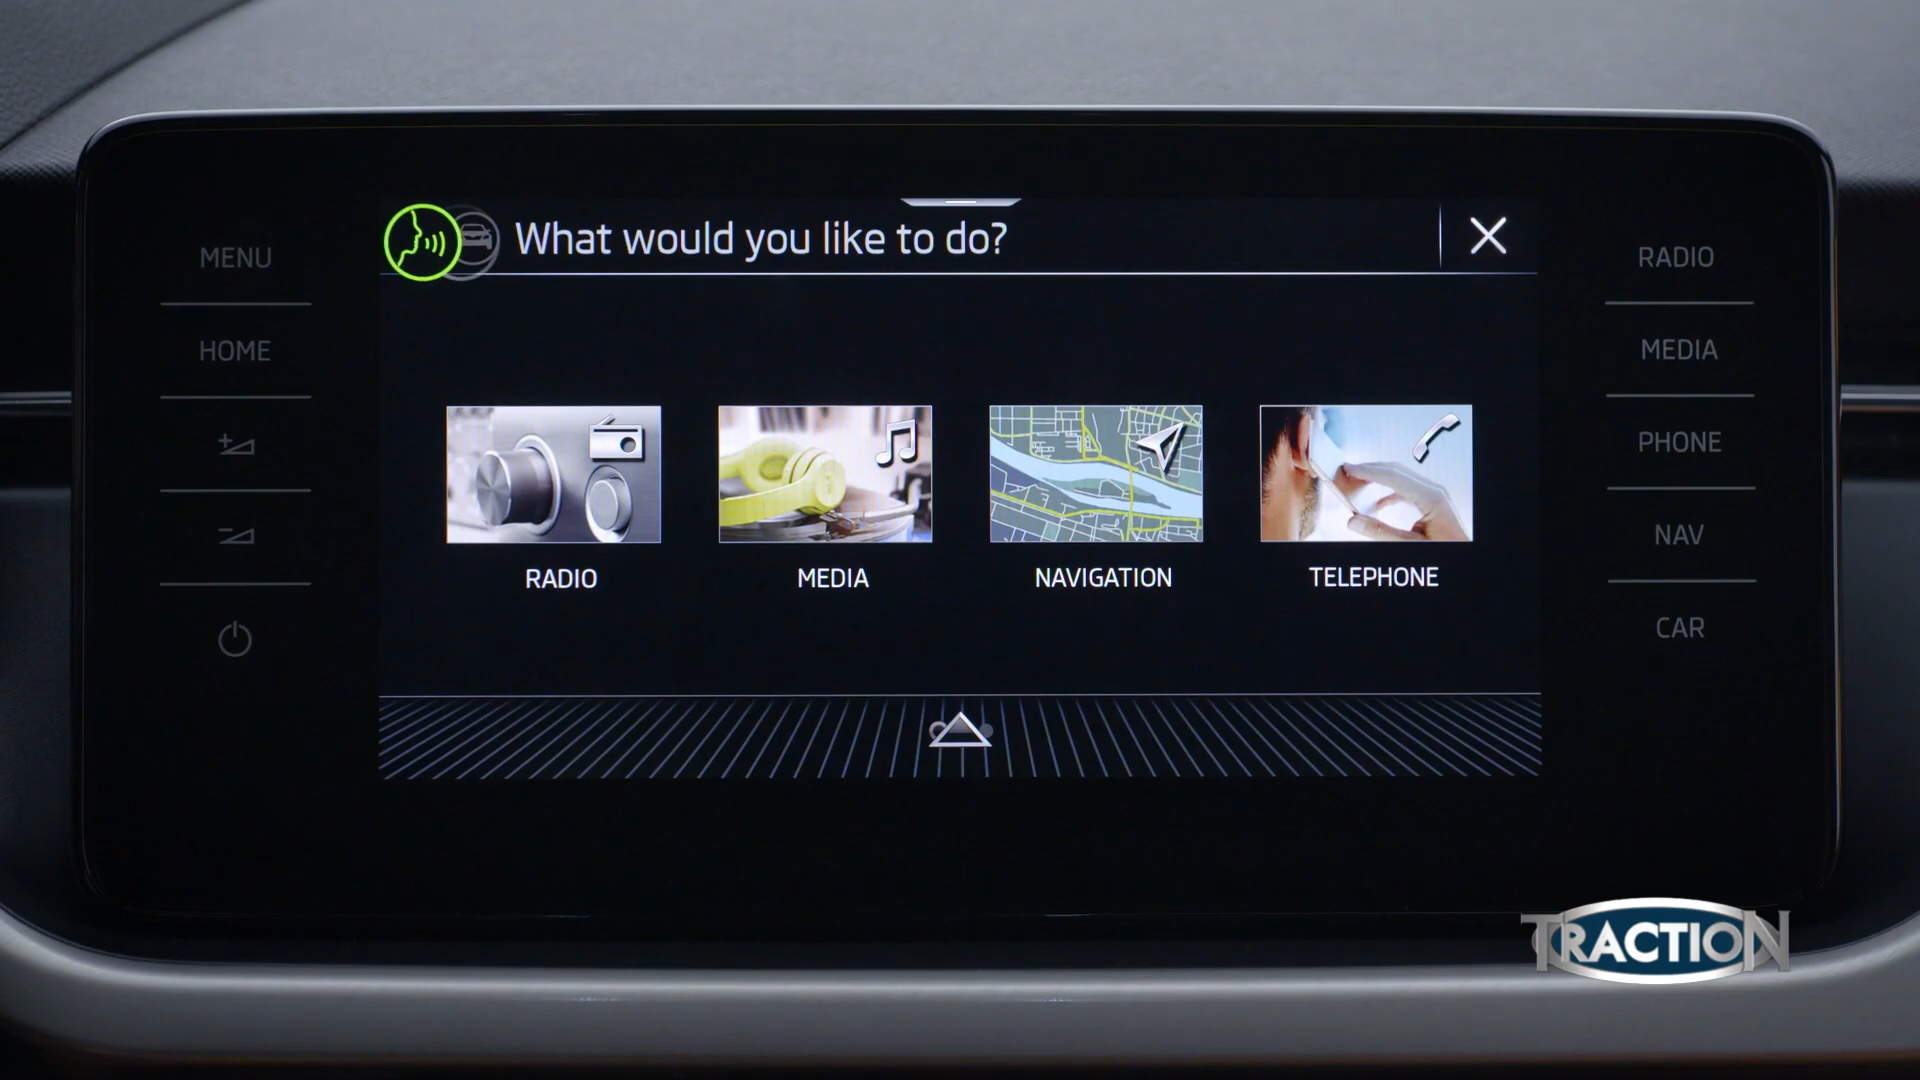 What would you like to do?
MENU
HOME
RADIO
MEDIA
NAVIGATION
TELEPHONE
RADIO
MEDIA
PHONE
NAV
CAR
TRACTION